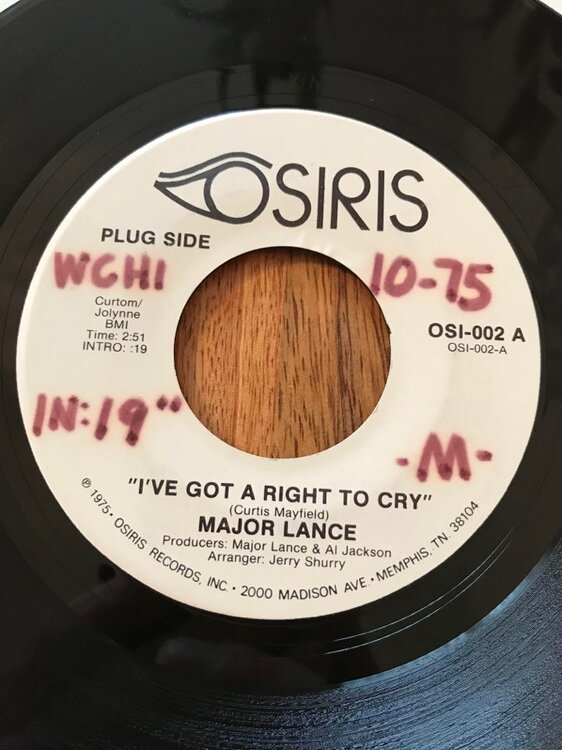 OSIRIS
PLUG SIDE
WCHI
10-75
Curtom/
Jolynne
BMI
Time: 2:51
INTRO: :19
OSI-002 A
OSI-002-A
IN:19"
-M-
"I'VE GOT A RIGHT TO CRY"
(Curtis Mayfield)
MAJOR LANCE
Producers: Major Lance & Al Jackson
Arranger: Jerry Shurry
℗ 1975 • OSIRIS RECORDS, INC. • 2000 MADISON AVE. • MEMPHIS, TN. 38104